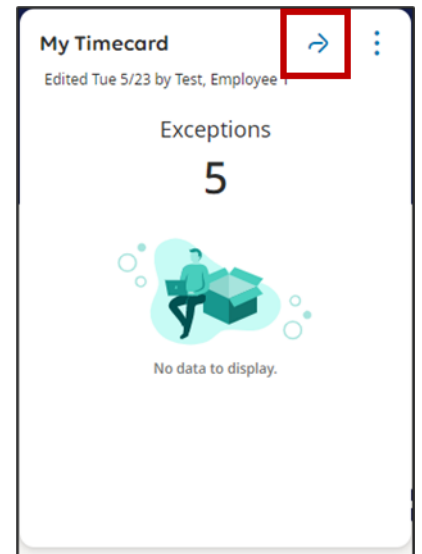 My Timecard
Edited Tue 5/23 by Test, Employee 1
Exceptions
5
No data to display.